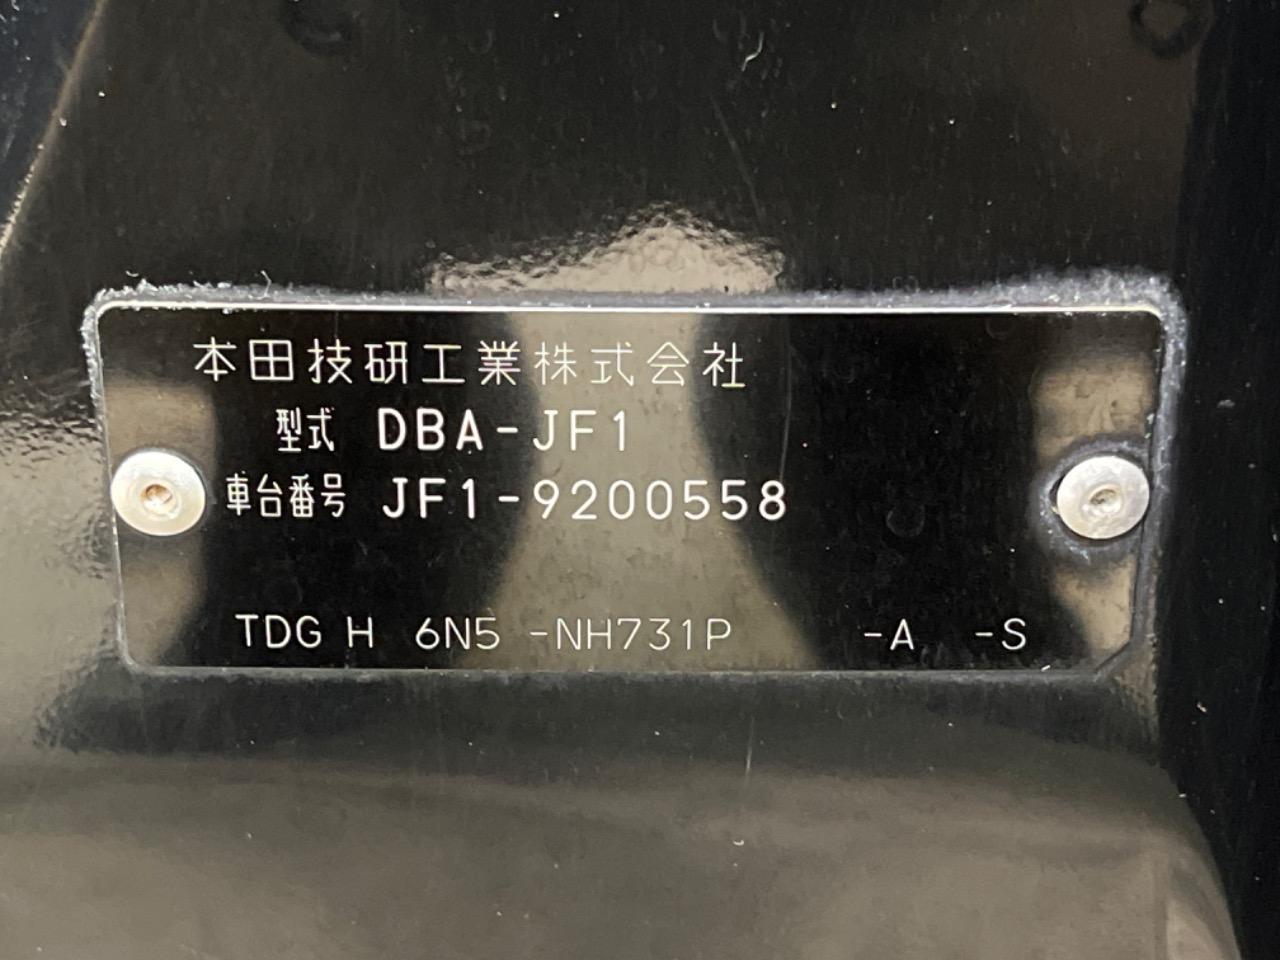 本田技研工業株式会社
型式 DBA-JF1
車台番号 JF1-9200558
TDG H 6N5 -NH731P -A -S